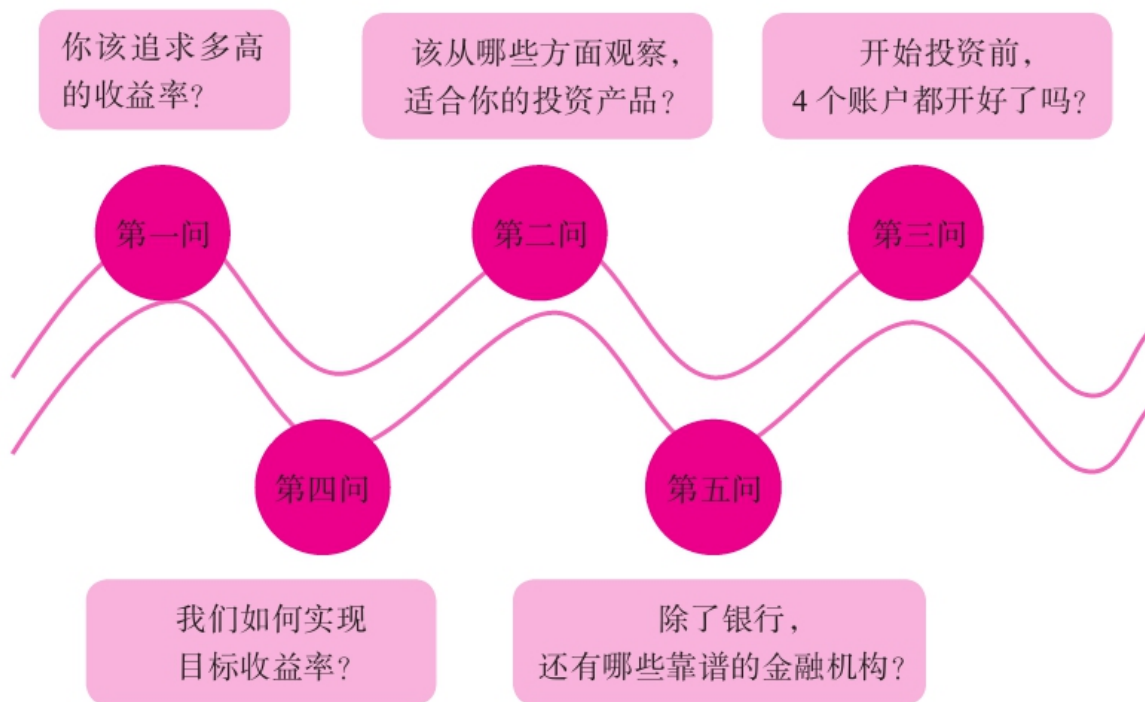 你该追求多高
的收益率？
第一问
该从哪些方面观察，
适合你的投资产品？
第二问
开始投资前，
4 个账户都开好了吗？
第三问
第四问
我们如何实现
目标收益率？
第五问
除了银行，
还有哪些靠谱的金融机构？